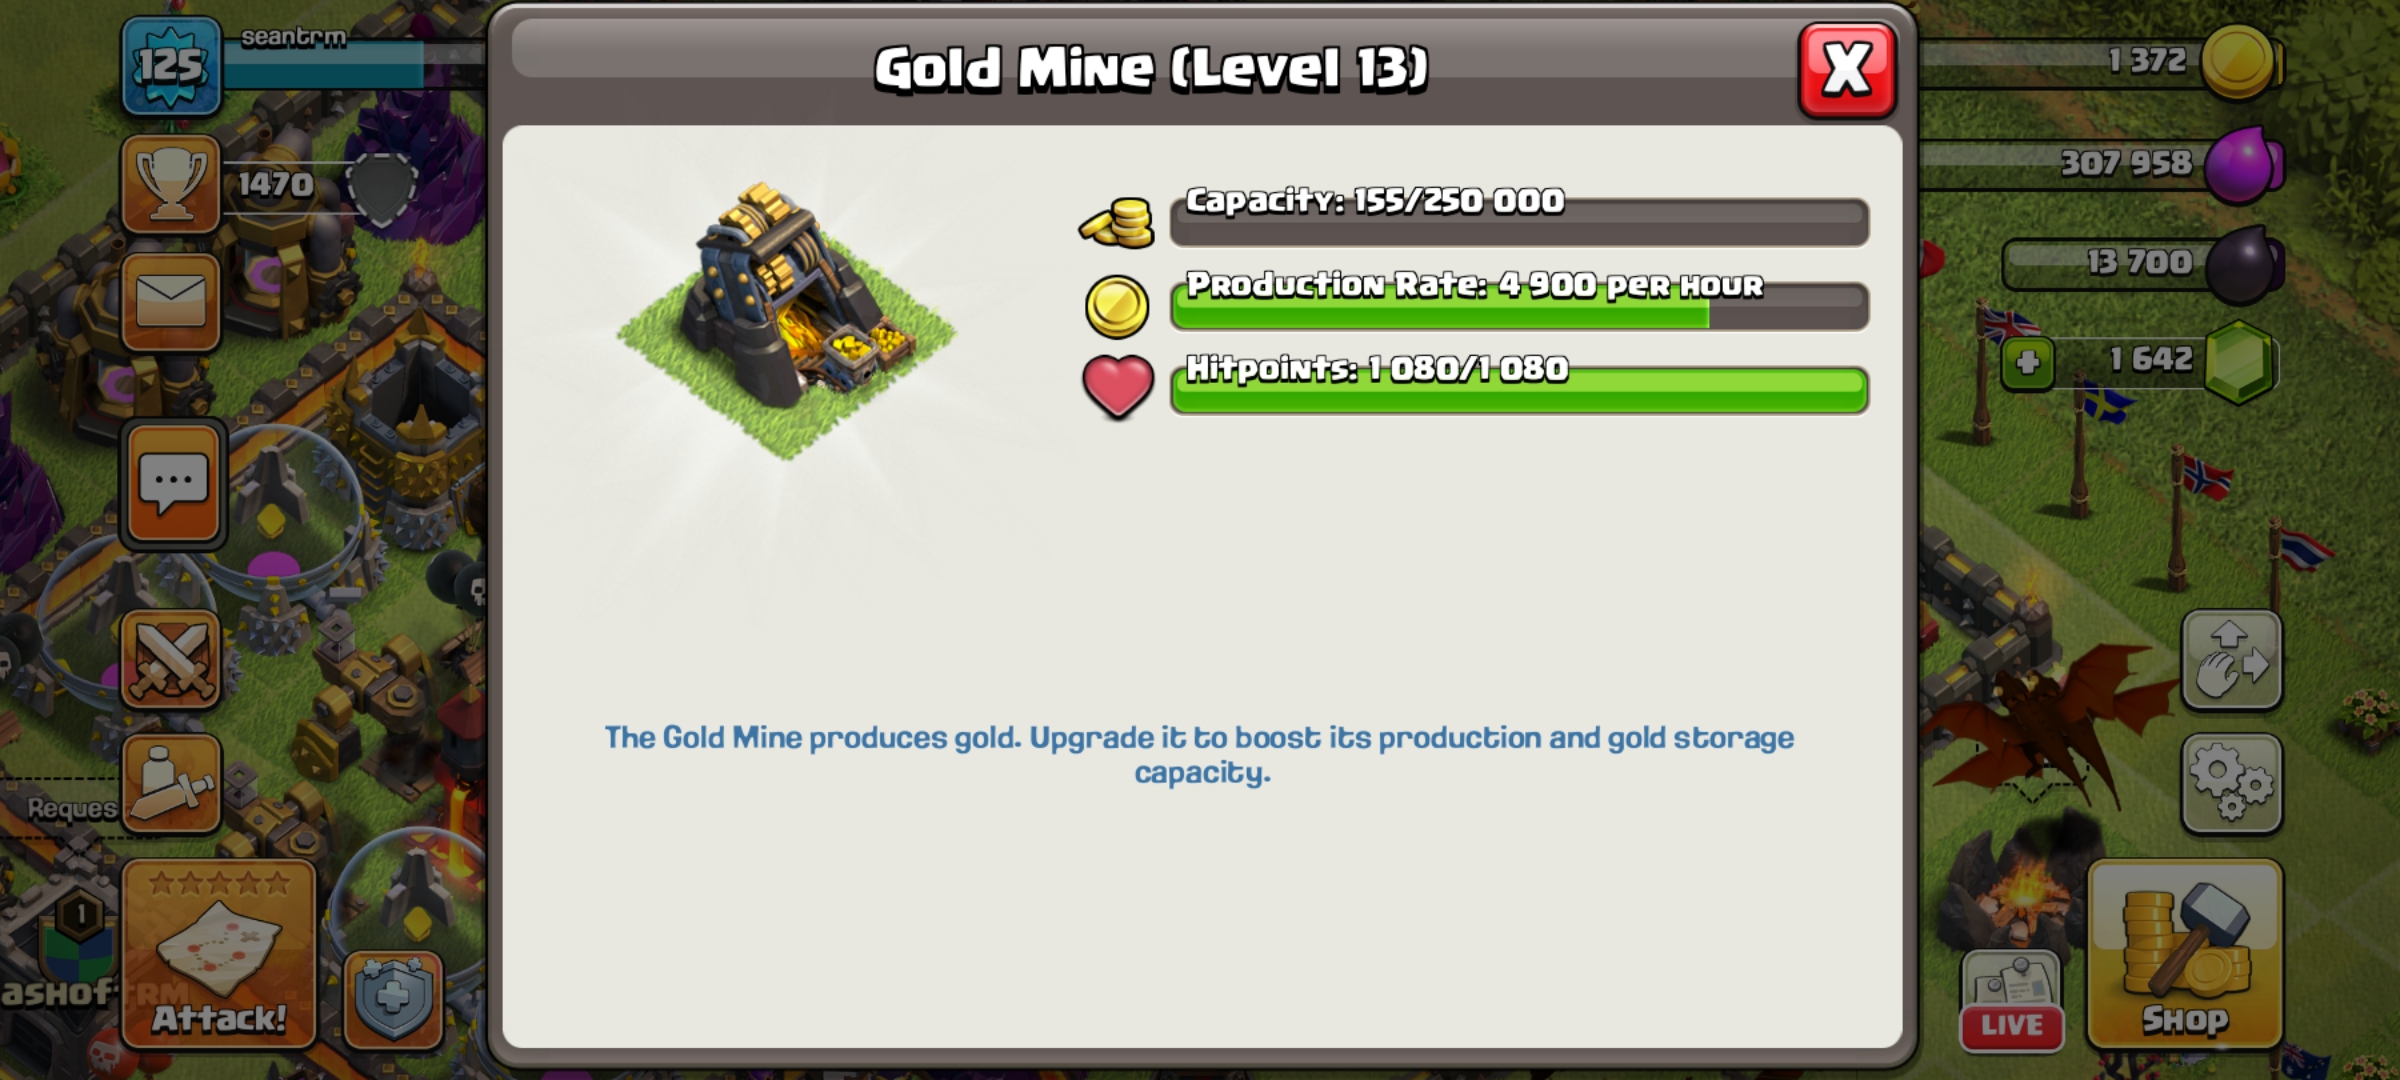 seantrm
125
Gold Mine (Level 13)
X
1 372
1470
307 958
Capacity: 155/250 000
13 700
Production Rate: 4 900 per hour
1 642
Hitpoints: 1 080/1 080
The Gold Mine produces gold. Upgrade it to boost its production and gold storage
capacity.
Reques
1
ashof TRM
Attack!
LIVE
Shop